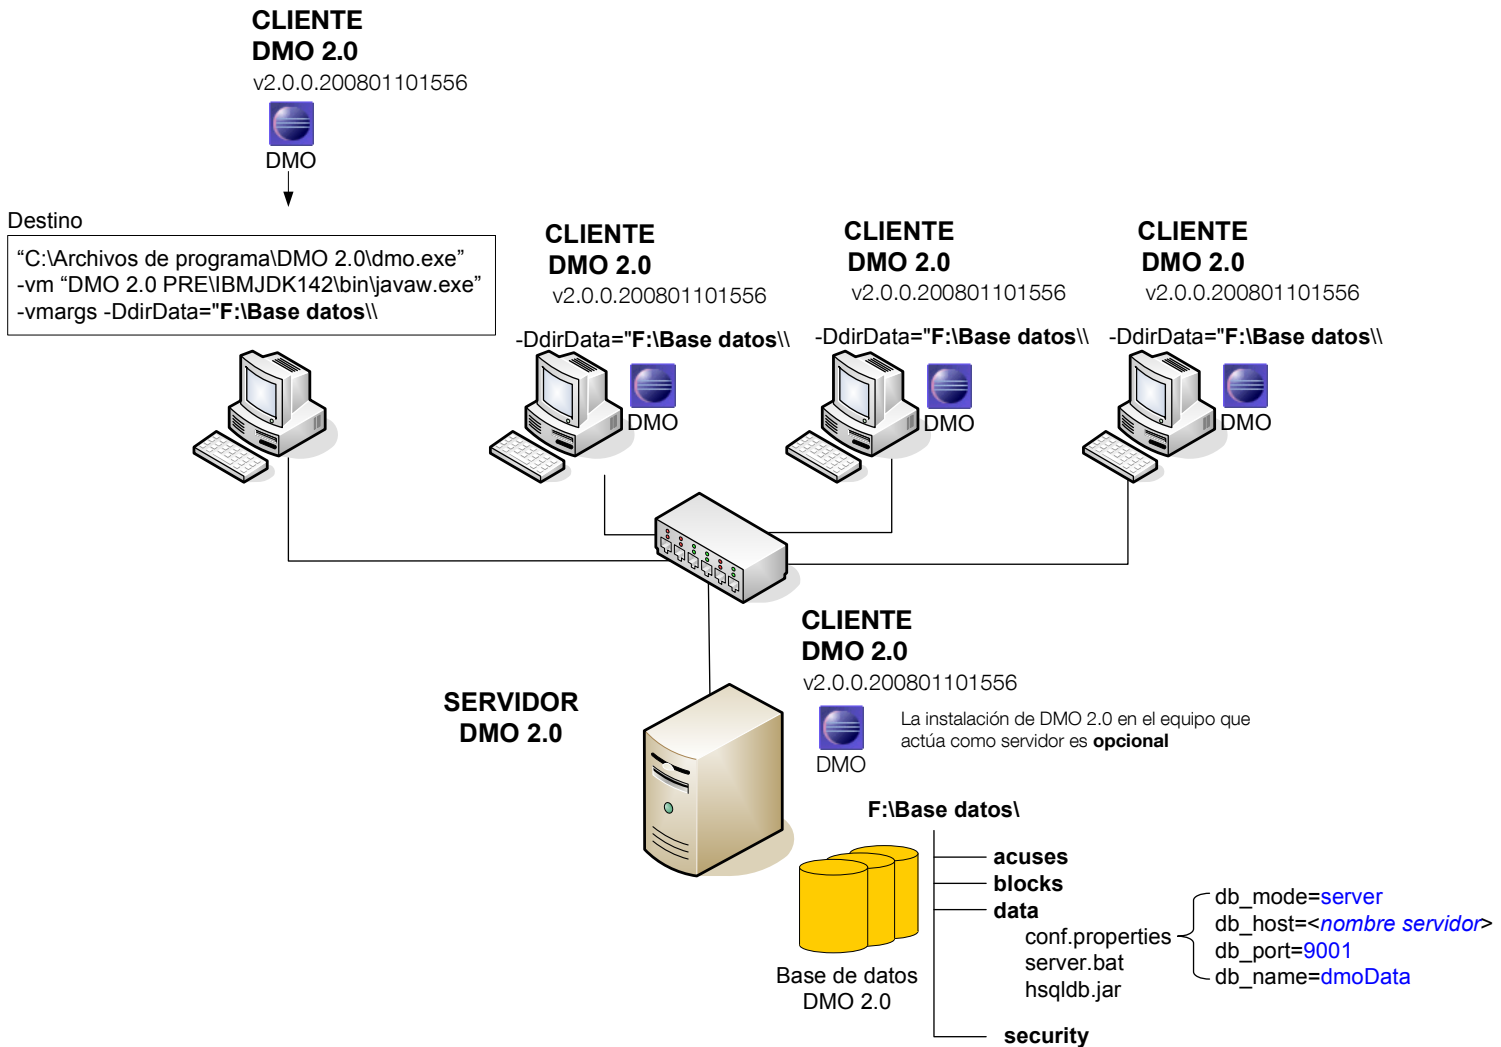 CLIENTE
DMO 2.0
v2.0.0.200801101556
DMO
Destino
“C:\Archivos de programa\DMO 2.0\dmo.exe”
-vm “DMO 2.0 PRE\IBMJDK142\bin\javaw.exe”
-vmargs -DdirData="F:\Base datos\\
CLIENTE
DMO 2.0
v2.0.0.200801101556
-DdirData="F:\Base datos\\
DMO
CLIENTE
DMO 2.0
v2.0.0.200801101556
-DdirData="F:\Base datos\\
DMO
CLIENTE
DMO 2.0
v2.0.0.200801101556
-DdirData="F:\Base datos\\
DMO
SERVIDOR
DMO 2.0
CLIENTE
DMO 2.0
v2.0.0.200801101556
DMO
La instalación de DMO 2.0 en el equipo que
actúa como servidor es opcional
F:\Base datos\
acuses
blocks
data
conf.properties
server.bat
hsqldb.jar
security
db_mode=server
db_host=<nombre servidor>
db_port=9001
db_name=dmoData
Base de datos
DMO 2.0